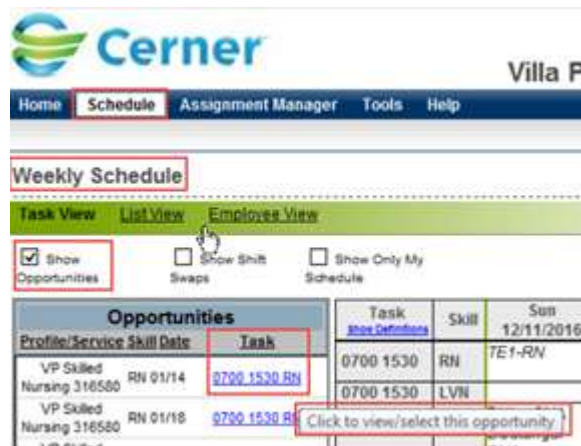 Cerner
Villa P
Home Schedule Assignment Manager Tools Help
Weekly Schedule
Task View List View Employee View
Show Opportunities
Show Shift Swaps
Show Only My Schedule
Opportunities
Profile/Service Skill Date Task
VP Skilled Nursing 316580 RN 01/14 0700 1530 RN
VP Skilled Nursing 316580 RN 01/18 0700 1530 RN
Task Show Definitions Skill Sun 12/11/2016
0700 1530 RN TE1-RN
0700 1530 LVN
Click to view/select this opportunity